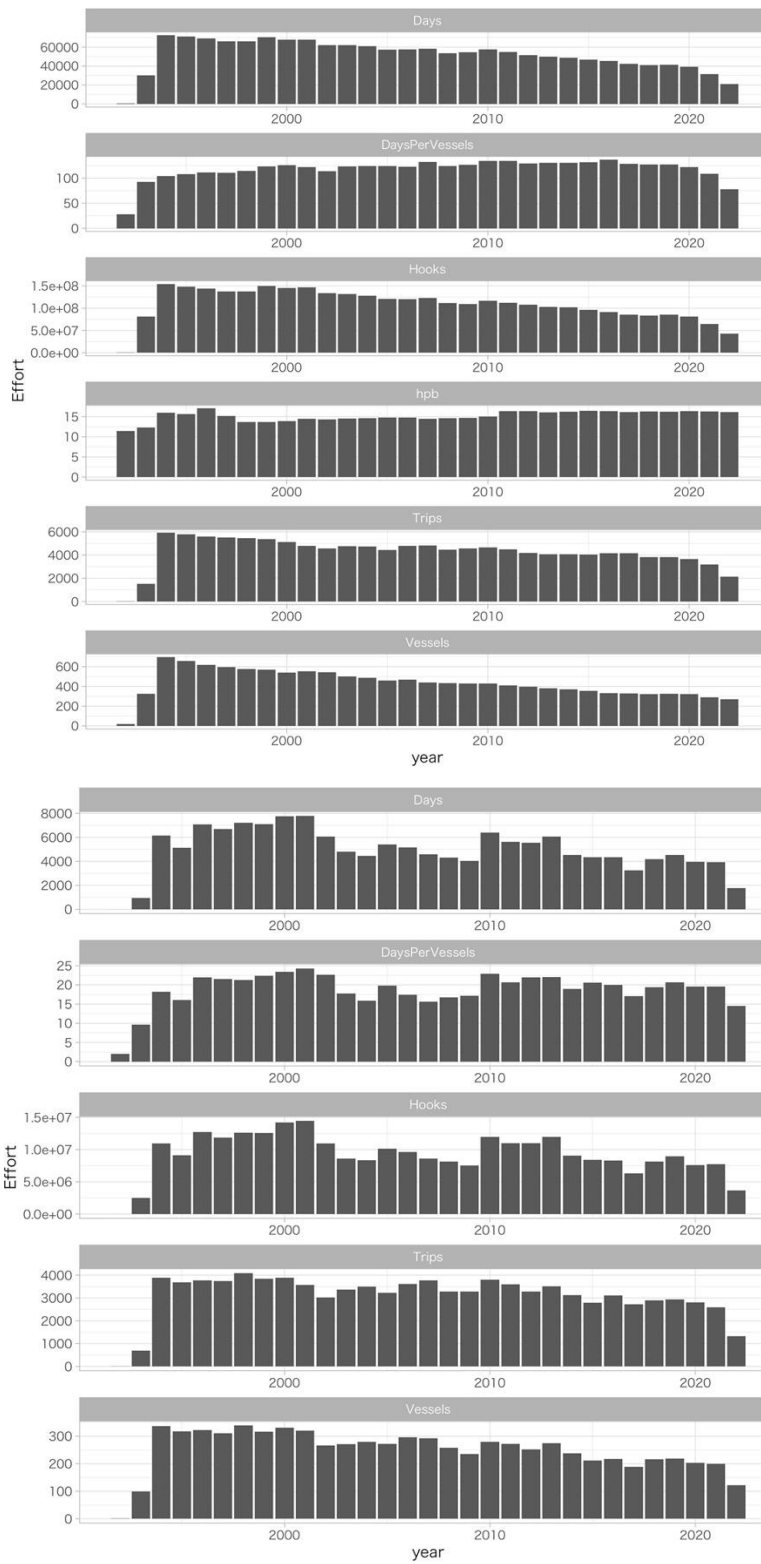 Days
60000
40000
20000
0
2000 2010 2020
DaysPerVessels
100
50
0
2000 2010 2020
Hooks
1.5e+08
1.0e+08
5.0e+07
0.0e+00
2000 2010 2020
Effort
hpb
15
10
5
0
2000 2010 2020
Trips
6000
4000
2000
0
2000 2010 2020
Vessels
600
400
200
0
2000 2010 2020
year
Days
8000
6000
4000
2000
0
2000 2010 2020
DaysPerVessels
25
20
15
10
5
0
2000 2010 2020
Hooks
1.5e+07
1.0e+07
5.0e+06
0.0e+00
2000 2010 2020
Effort
Trips
4000
3000
2000
1000
0
2000 2010 2020
Vessels
300
200
100
0
2000 2010 2020
year